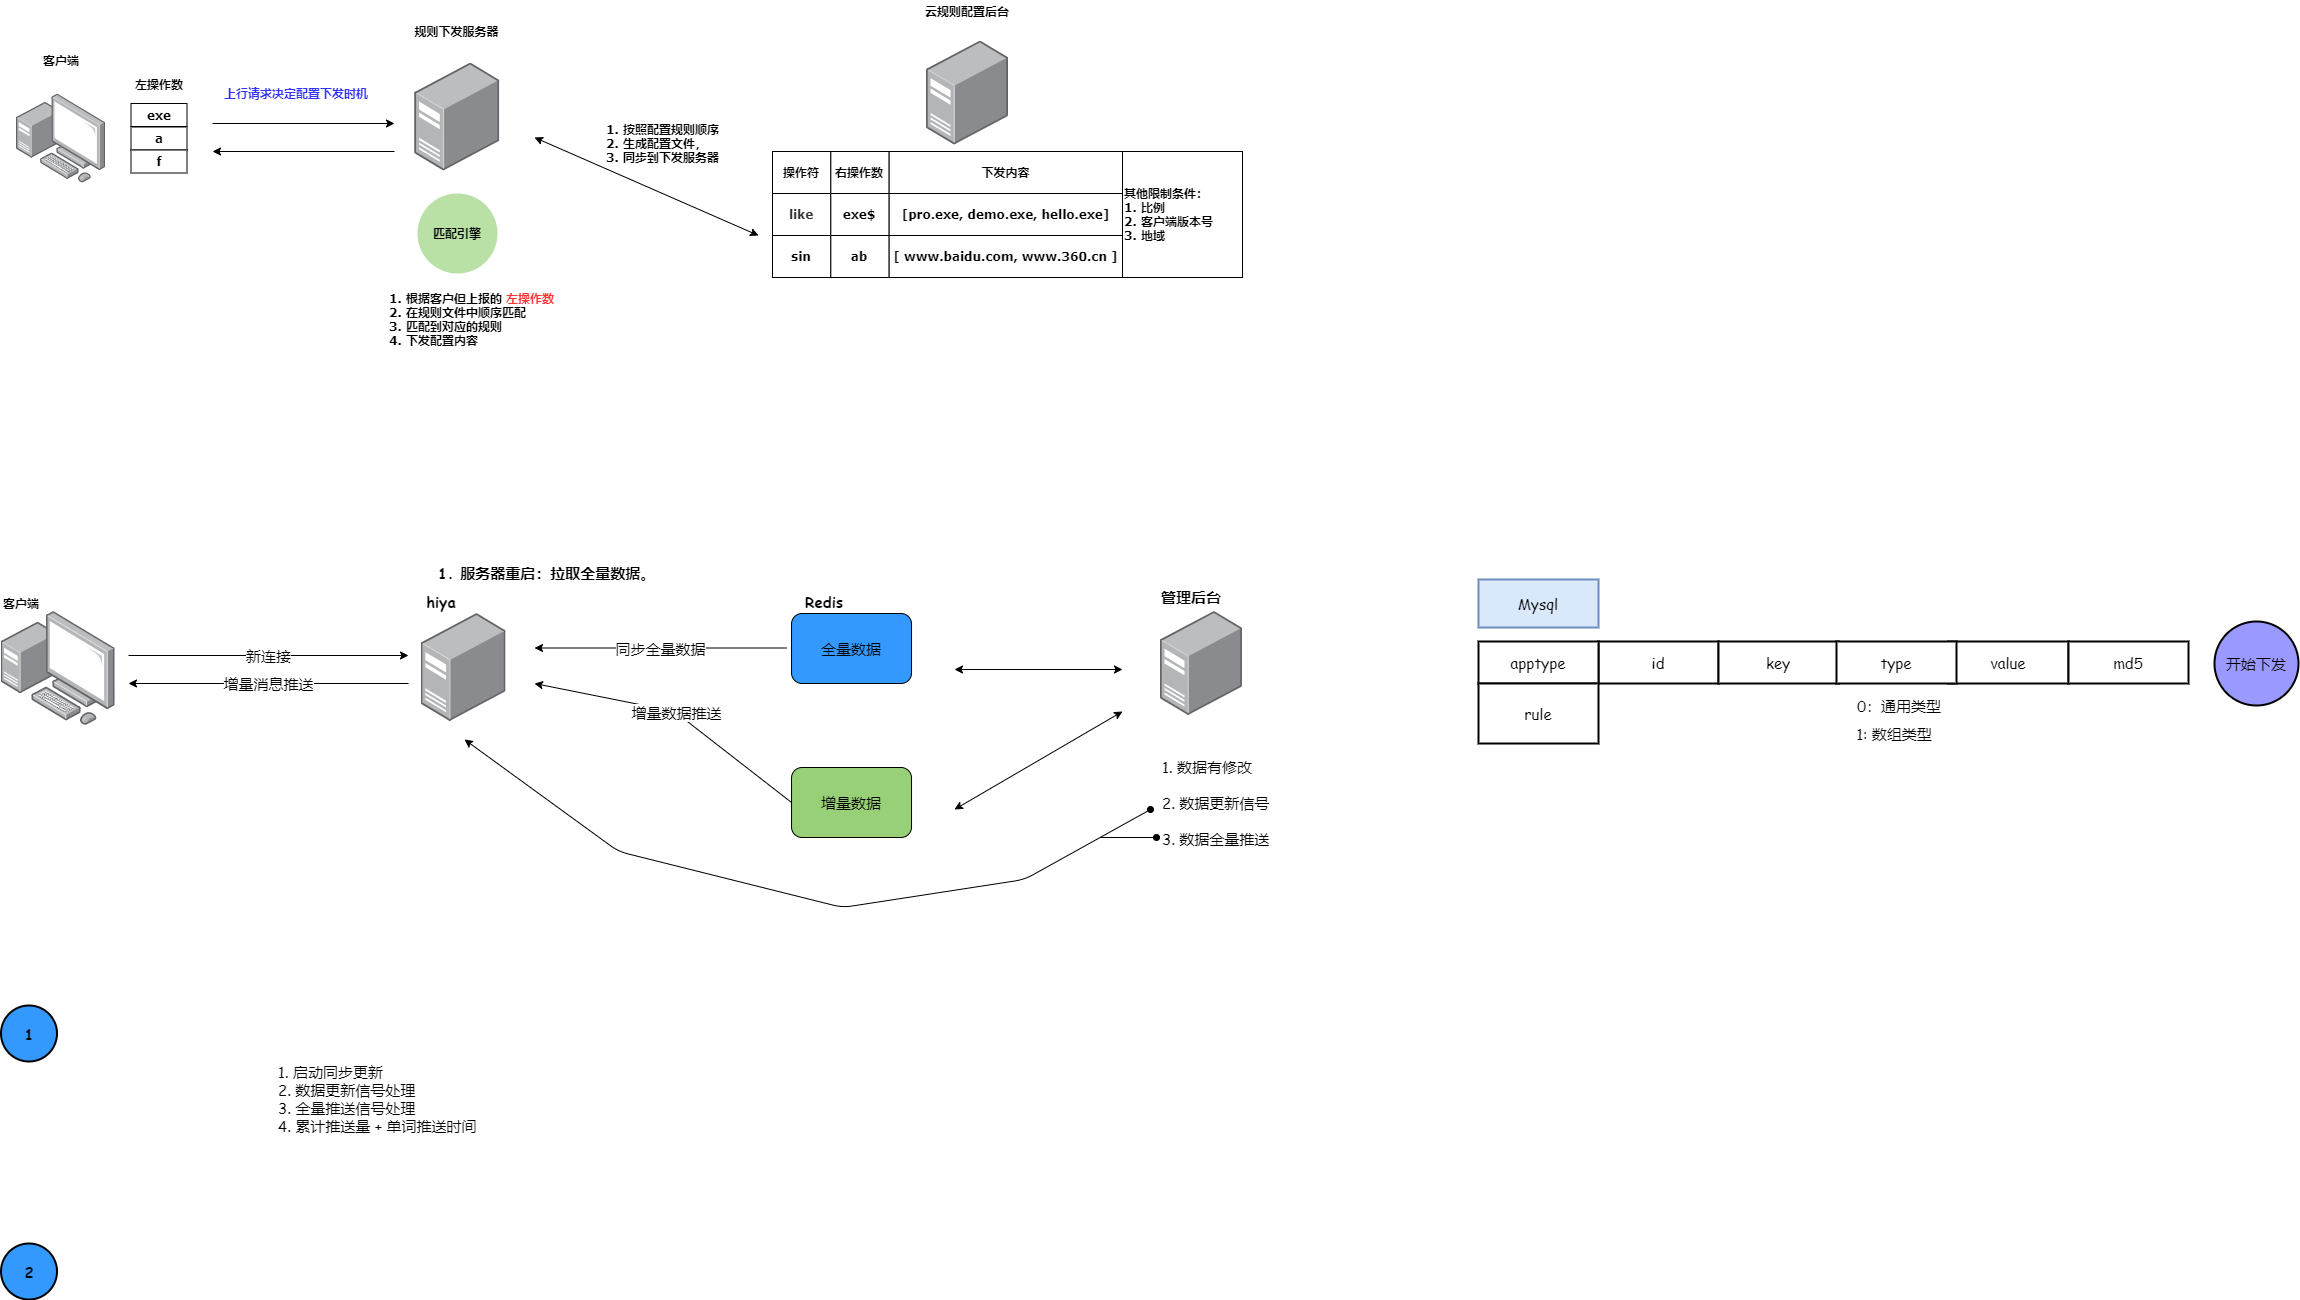 云规则配置后台
规则下发服务器
客户端
左操作数
exe
a
f
上行请求决定配置下发时机
1. 按照配置规则顺序
2. 生成配置文件,
3. 同步到下发服务器
操作符 右操作数 下发内容
like exe$ [pro.exe, demo.exe, hello.exe]
sin ab [ www.baidu.com, www.360.cn ]
其他限制条件:
1. 比例
2. 客户端版本号
3. 地域
匹配引擎
1. 根据客户但上报的 左操作数
2. 在规则文件中顺序匹配
3. 匹配到对应的规则
4. 下发配置内容
1. 服务器重启: 拉取全量数据。
客户端
hiya
Redis
管理后台
新连接
增量消息推送
同步全量数据
增量数据推送
全量数据
增量数据
1. 数据有修改
2. 数据更新信号
3. 数据全量推送
Mysql
apptype id key type value md5
rule
0: 通用类型
1: 数组类型
开始下发
1
1. 启动同步更新
2. 数据更新信号处理
3. 全量推送信号处理
4. 累计推送量 + 单词推送时间
2